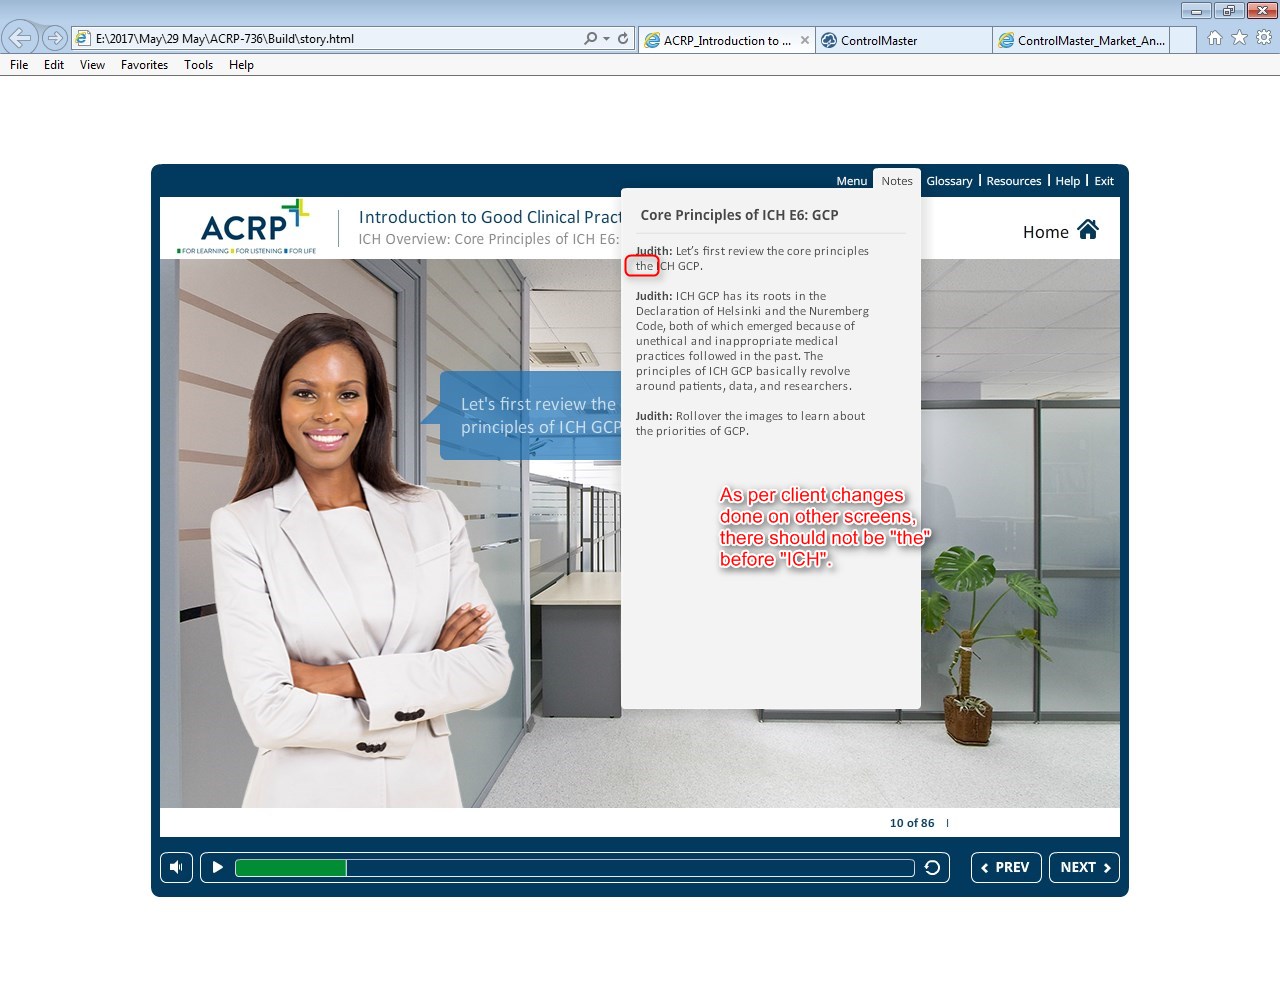 E:\2017\May\29 May\ACRP-736\Build\story.html
ACRP_Introduction to ...
ControlMaster
ControlMaster_Market_An...
File Edit View Favorites Tools Help
Menu Notes Glossary Resources Help Exit
ACRP
FOR LEARNING FOR LISTENING FOR LIFE
Introduction to Good Clinical Pract
ICH Overview: Core Principles of ICH E6:
Home
Core Principles of ICH E6: GCP
Judith: Let's first review the core principles
the ICH GCP.
Judith: ICH GCP has its roots in the
Declaration of Helsinki and the Nuremberg
Code, both of which emerged because of
unethical and inappropriate medical
practices followed in the past. The
principles of ICH GCP basically revolve
around patients, data, and researchers.
Judith: Rollover the images to learn about
the priorities of GCP.
Let's first review the
principles of ICH GCP
As per client changes
done on other screens,
there should not be "the"
before "ICH".
10 of 86
PREV
NEXT